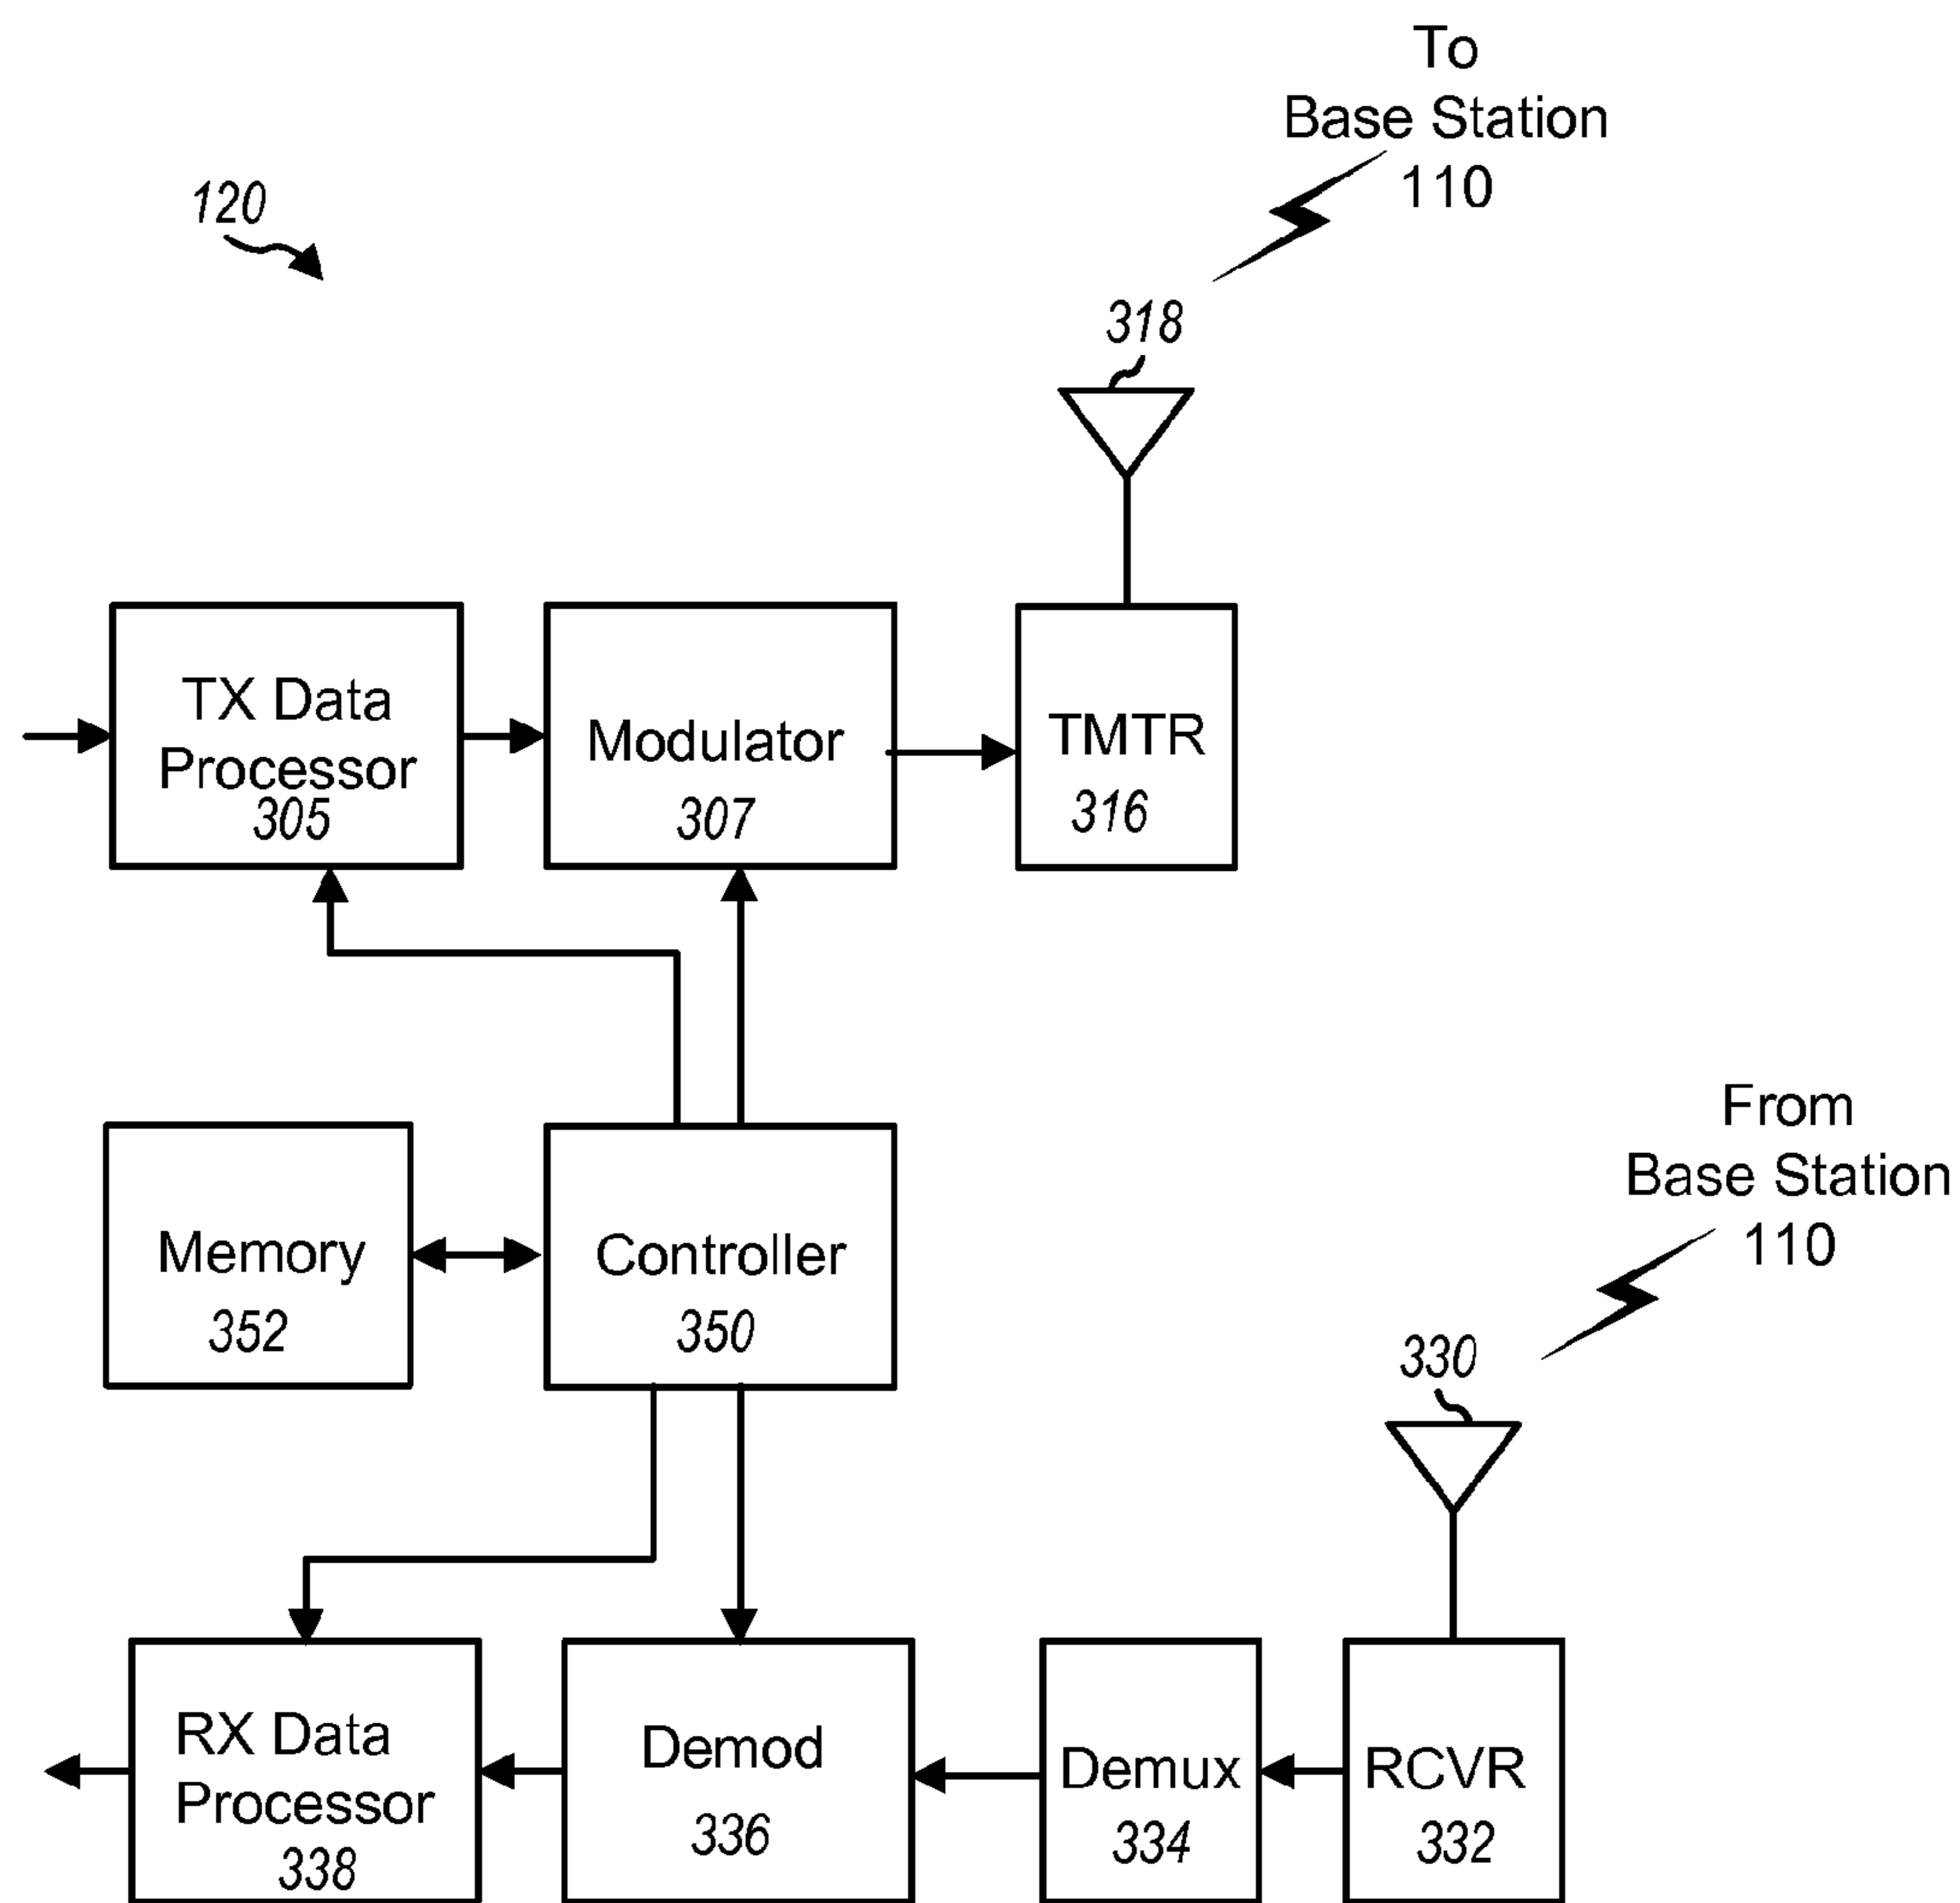 To
Base Station
110
120
318
TX Data
Processor
305
Modulator
307
TMTR
316
From
Base Station
110
Memory
352
Controller
350
330
RX Data
Processor
338
Demod
336
Demux
334
RCVR
332